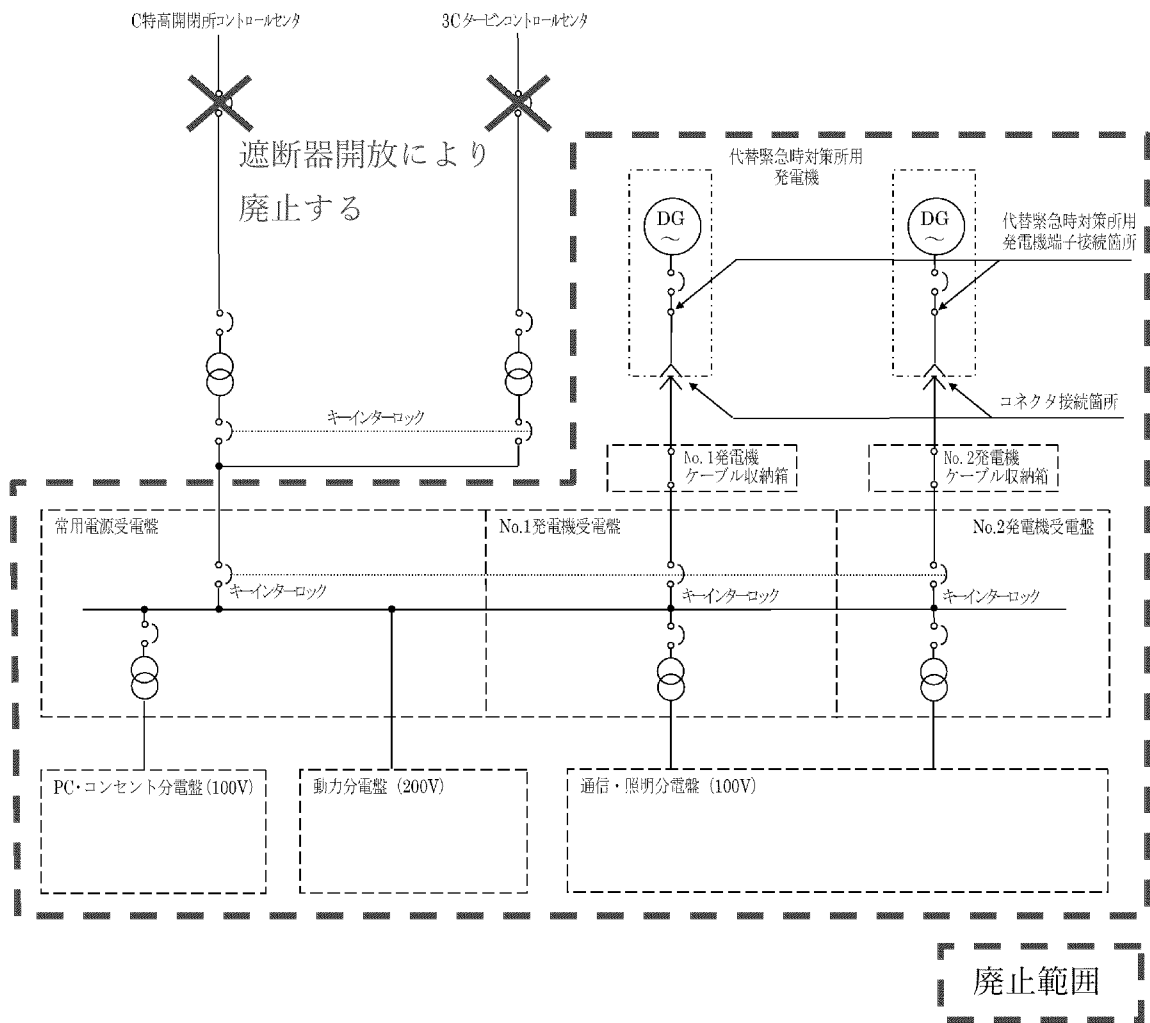 C特高開閉所コントロールセンタ
3Cタービンコントロールセンタ
遮断器開放により
廃止する
代替緊急時対策所用
発電機
DG
~
DG
~
代替緊急時対策所用
発電機端子接続箇所
コネクタ接続箇所
キーインターロック
No.1発電機
ケーブル収納箱
No.2発電機
ケーブル収納箱
常用電源受電盤
No.1発電機受電盤
No.2発電機受電盤
キーインターロック
キーインターロック
キーインターロック
PC・コンセント分電盤(100V)
動力分電盤 (200V)
通信・照明分電盤 (100V)
廃止範囲